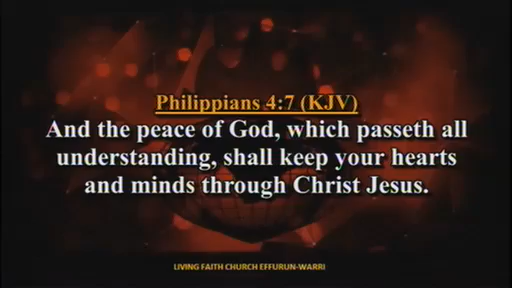 Philippians 4:7 (KJV)
And the peace of God, which passeth all
understanding, shall keep your hearts
and minds through Christ Jesus.
LIVING FAITH CHURCH EFFURUN-WARRI